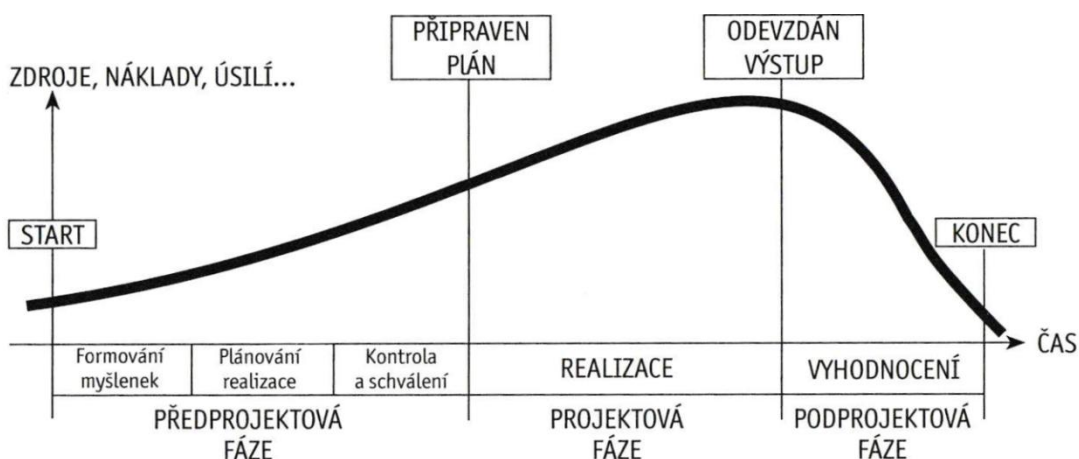 PŘIPRAVEN
PLÁN
ODEVZDÁN
VÝSTUP
ZDROJE, NÁKLADY, ÚSILÍ...
START
KONEC
ČAS
Formování
myšlenek
Plánování
realizace
Kontrola
a schválení
REALIZACE
VYHODNOCENÍ
PŘEDPROJEKTOVÁ
FÁZE
PROJEKTOVÁ
FÁZE
PODPROJEKTOVÁ
FÁZE